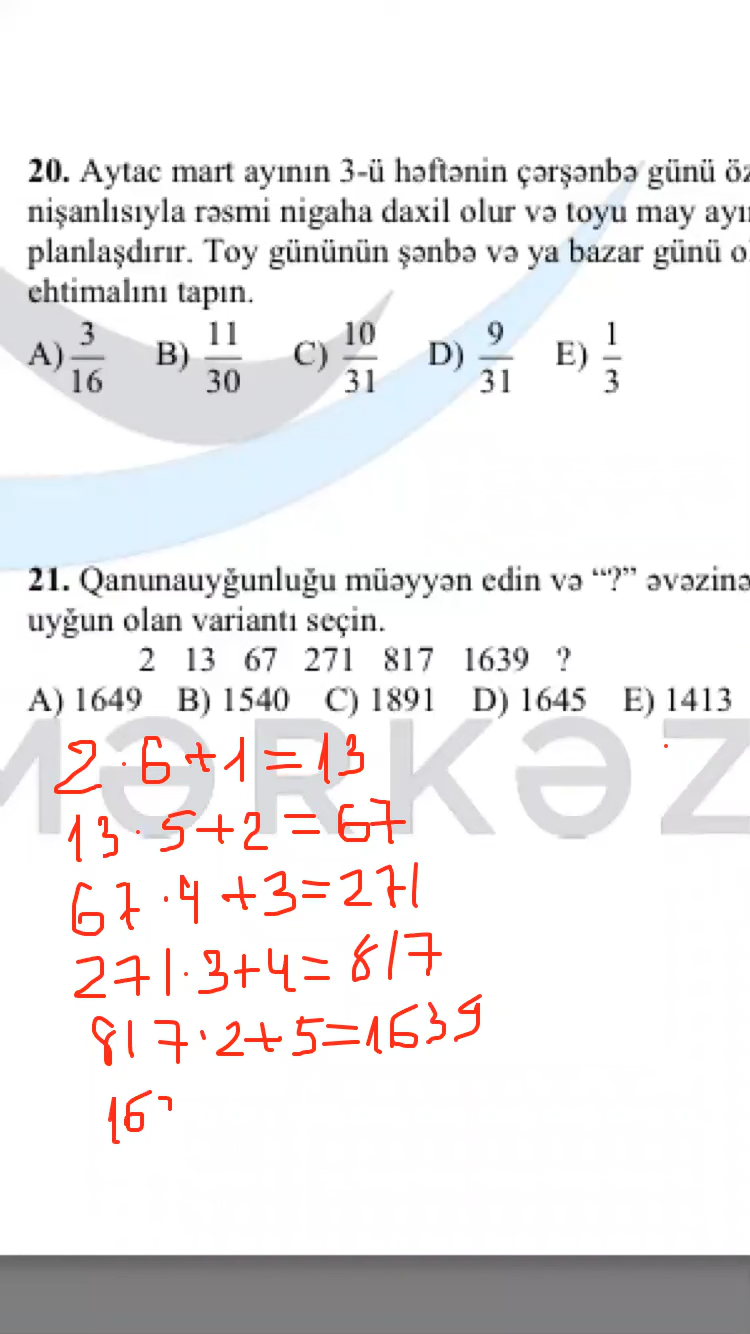 20. Aytac mart ayının 3-ü həftənin çərşənbə günü öz
nişanlısıyla rəsmi nigaha daxil olur və toyu may ayı
planlaşdırır. Toy gününün şənbə və ya bazar günü o
ehtimalını tapın.
A) 3/16 B) 11/30 C) 10/31 D) 9/31 E) 1/3
21. Qanunauyğunluğu müəyyən edin və “?” əvəzinə
uyğun olan variantı seçin.
2 13 67 271 817 1639 ?
A) 1649 B) 1540 C) 1891 D) 1645 E) 1413
MƏRKƏZ
2·6+1=13
13·5+2=67
67·4+3=271
271·3+4=817
817·2+5=1639
16